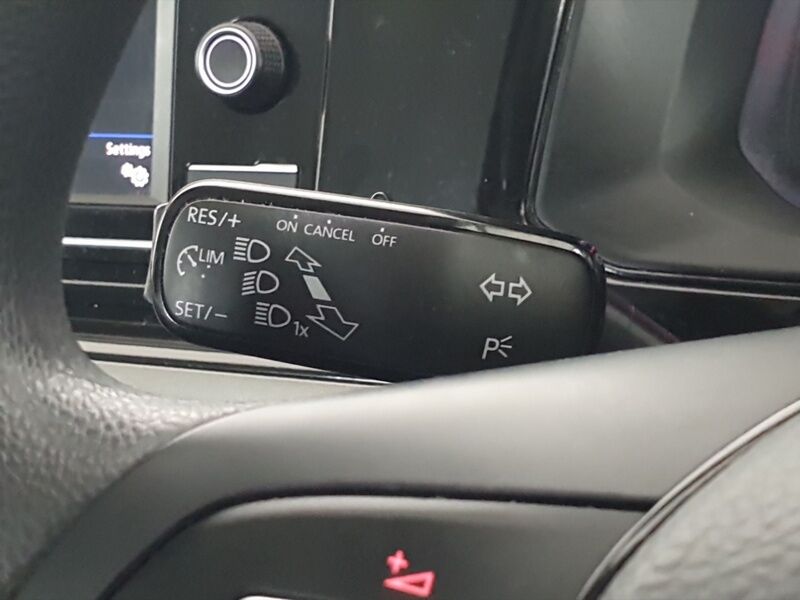 Settings
RES/+
ON CANCEL OFF
LIM
SET/−
1x
P
+